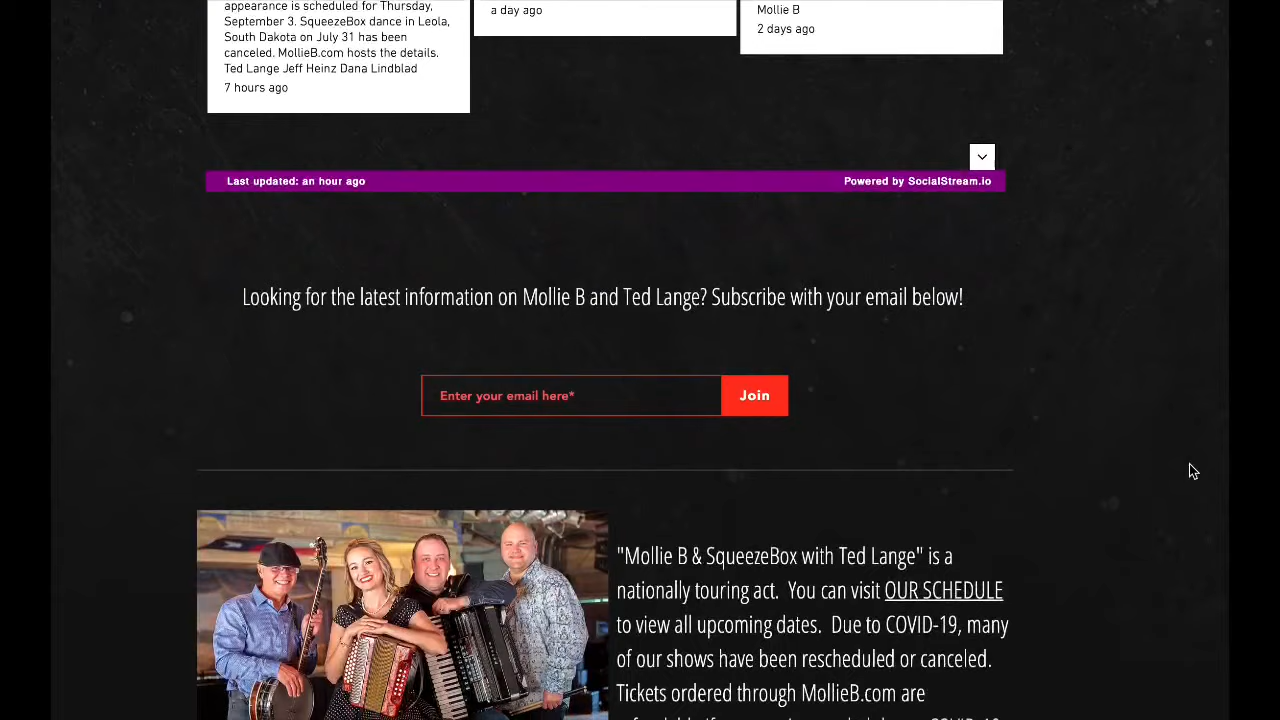 appearance is scheduled for Thursday,
September 3. SqueezeBox dance in Leola,
South Dakota on July 31 has been
canceled. MollieB.com hosts the details.
Ted Lange Jeff Heinz Dana Lindblad
7 hours ago
a day ago
Mollie B
2 days ago
Last updated: an hour ago
Powered by SocialStream.io
Looking for the latest information on Mollie B and Ted Lange? Subscribe with your email below!
Enter your email here*
Join
"Mollie B & SqueezeBox with Ted Lange" is a
nationally touring act. You can visit OUR SCHEDULE
to view all upcoming dates. Due to COVID-19, many
of our shows have been rescheduled or canceled.
Tickets ordered through MollieB.com are